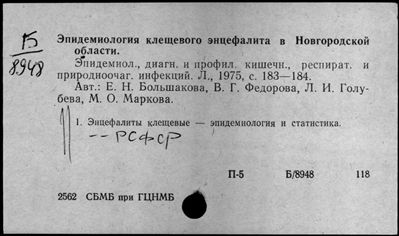 Б
8948
Эпидемиология клещевого энцефалита в Новгородской
области.
Эпидемиол., диагн. и профил. кишечн., респират. и
природноочаг. инфекций. Л., 1975, с. 183—184.
Авт.: Е. Н. Большакова, В. Г. Федорова, Л. И. Голу-
бева, М. О. Маркова.
1. Энцефалиты клещевые — эпидемиология и статистика.
—— РСФСР
П-5 Б/8948 118
2562 СБМБ при ГЦНМБ